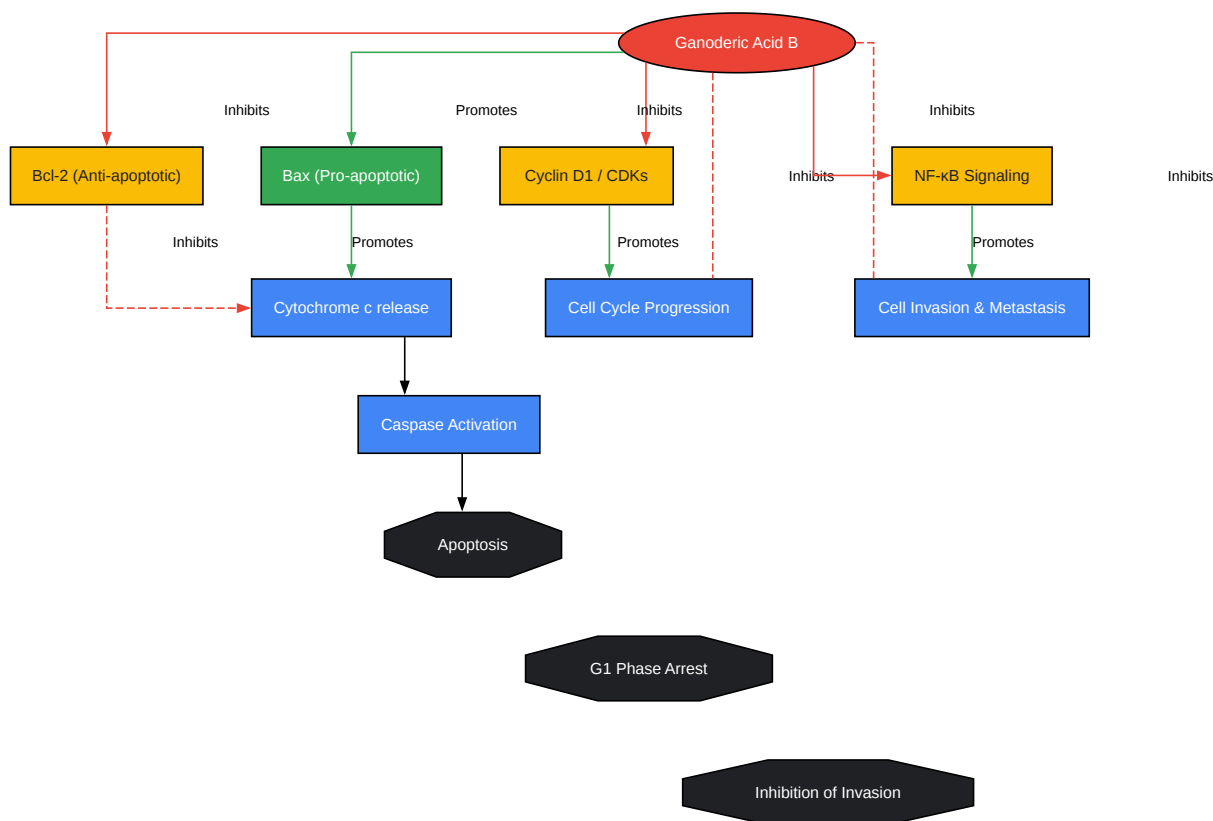 Ganoderic Acid B
Inhibits
Promotes
Inhibits
Inhibits
Bcl-2 (Anti-apoptotic)
Bax (Pro-apoptotic)
Cyclin D1 / CDKs
Inhibits
NF-κB Signaling
Inhibits
Inhibits
Promotes
Promotes
Promotes
Cytochrome c release
Cell Cycle Progression
Cell Invasion & Metastasis
Caspase Activation
Apoptosis
G1 Phase Arrest
Inhibition of Invasion